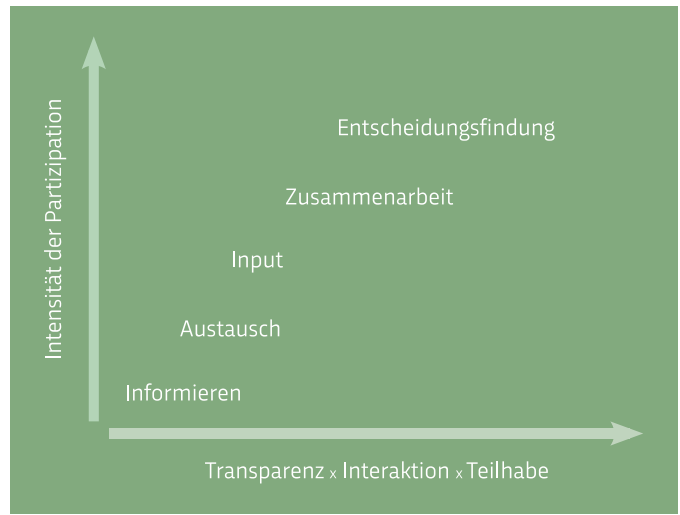 Intensität der Partizipation
Entscheidungsfindung
Zusammenarbeit
Input
Austausch
Informieren
Transparenz x Interaktion x Teilhabe